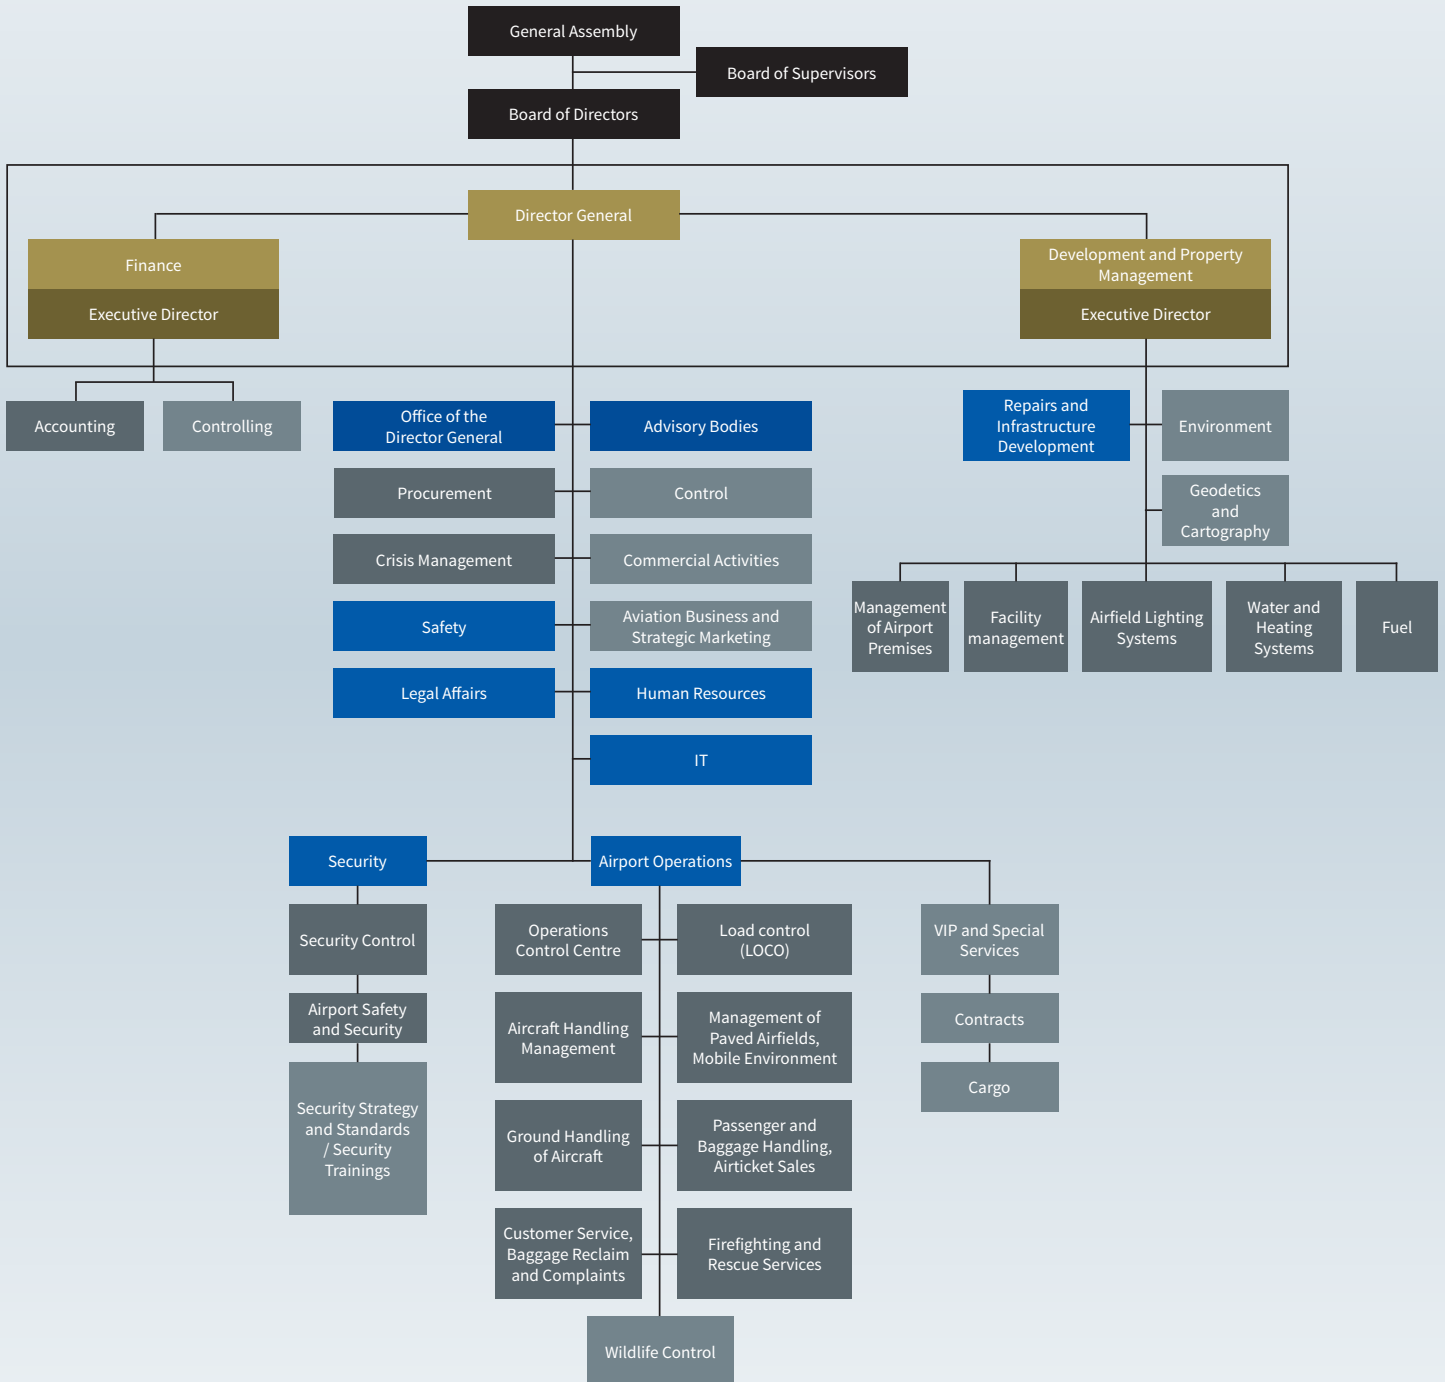 General Assembly
Board of Supervisors
Board of Directors
Director General
Finance
Executive Director
Development and Property
Management
Executive Director
Accounting
Controlling
Office of the
Director General
Advisory Bodies
Procurement
Control
Crisis Management
Commercial Activities
Safety
Aviation Business and
Strategic Marketing
Legal Affairs
Human Resources
IT
Repairs and
Infrastructure
Development
Environment
Geodetics
and
Cartography
Management
of Airport
Premises
Facility
management
Airfield Lighting
Systems
Water and
Heating
Systems
Fuel
Security
Airport Operations
Security Control
Airport Safety
and Security
Security Strategy
and Standards
/ Security
Trainings
Operations
Control Centre
Load control
(LOCO)
Aircraft Handling
Management
Management of
Paved Airfields,
Mobile Environment
Ground Handling
of Aircraft
Passenger and
Baggage Handling,
Airticket Sales
Customer Service,
Baggage Reclaim
and Complaints
Firefighting and
Rescue Services
Wildlife Control
VIP and Special
Services
Contracts
Cargo